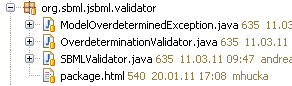 org.sbml.jsbml.validator
ModelOverdeterminedException.java 635 11.03.11
OverdeterminationValidator.java 635 11.03.11
SBMLValidator.java 635 11.03.11 09:47 andrea
package.html 540 20.01.11 17:08 mhucka